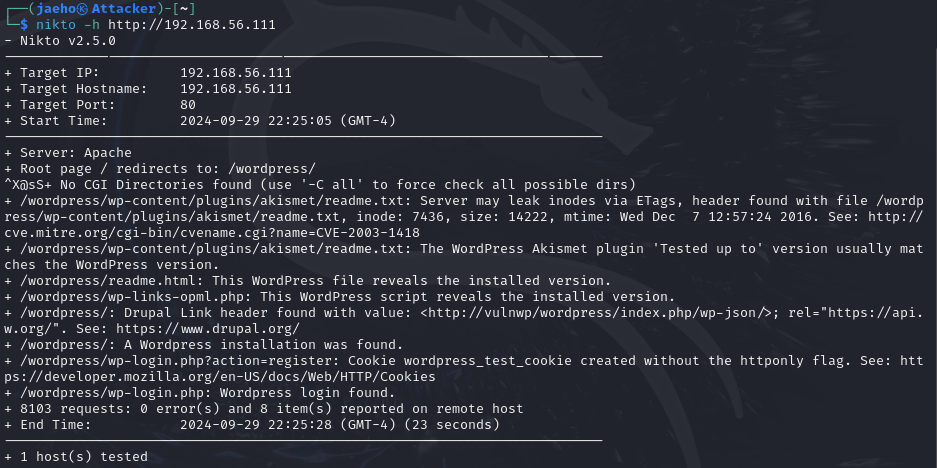 ┌──(jaeho㉿Attacker)-[~]
└─$ nikto -h http://192.168.56.111
- Nikto v2.5.0
---------------------------------------------------------------------------
+ Target IP:          192.168.56.111
+ Target Hostname:    192.168.56.111
+ Target Port:        80
+ Start Time:         2024-09-29 22:25:05 (GMT-4)
---------------------------------------------------------------------------
+ Server: Apache
+ Root page / redirects to: /wordpress/
^X@sS+ No CGI Directories found (use '-C all' to force check all possible dirs)
+ /wordpress/wp-content/plugins/akismet/readme.txt: Server may leak inodes via ETags, header found with file /wordp
ress/wp-content/plugins/akismet/readme.txt, inode: 7436, size: 14222, mtime: Wed Dec  7 12:57:24 2016. See: http://
cve.mitre.org/cgi-bin/cvename.cgi?name=CVE-2003-1418
+ /wordpress/wp-content/plugins/akismet/readme.txt: The WordPress Akismet plugin 'Tested up to' version usually mat
ches the WordPress version.
+ /wordpress/readme.html: This WordPress file reveals the installed version.
+ /wordpress/wp-links-opml.php: This WordPress script reveals the installed version.
+ /wordpress/: Drupal Link header found with value: <http://vulnwp/wordpress/index.php/wp-json/>; rel="https://api.
w.org/". See: https://www.drupal.org/
+ /wordpress/: A Wordpress installation was found.
+ /wordpress/wp-login.php?action=register: Cookie wordpress_test_cookie created without the httponly flag. See: htt
ps://developer.mozilla.org/en-US/docs/Web/HTTP/Cookies
+ /wordpress/wp-login.php: Wordpress login found.
+ 8103 requests: 0 error(s) and 8 item(s) reported on remote host
+ End Time:           2024-09-29 22:25:28 (GMT-4) (23 seconds)
---------------------------------------------------------------------------
+ 1 host(s) tested